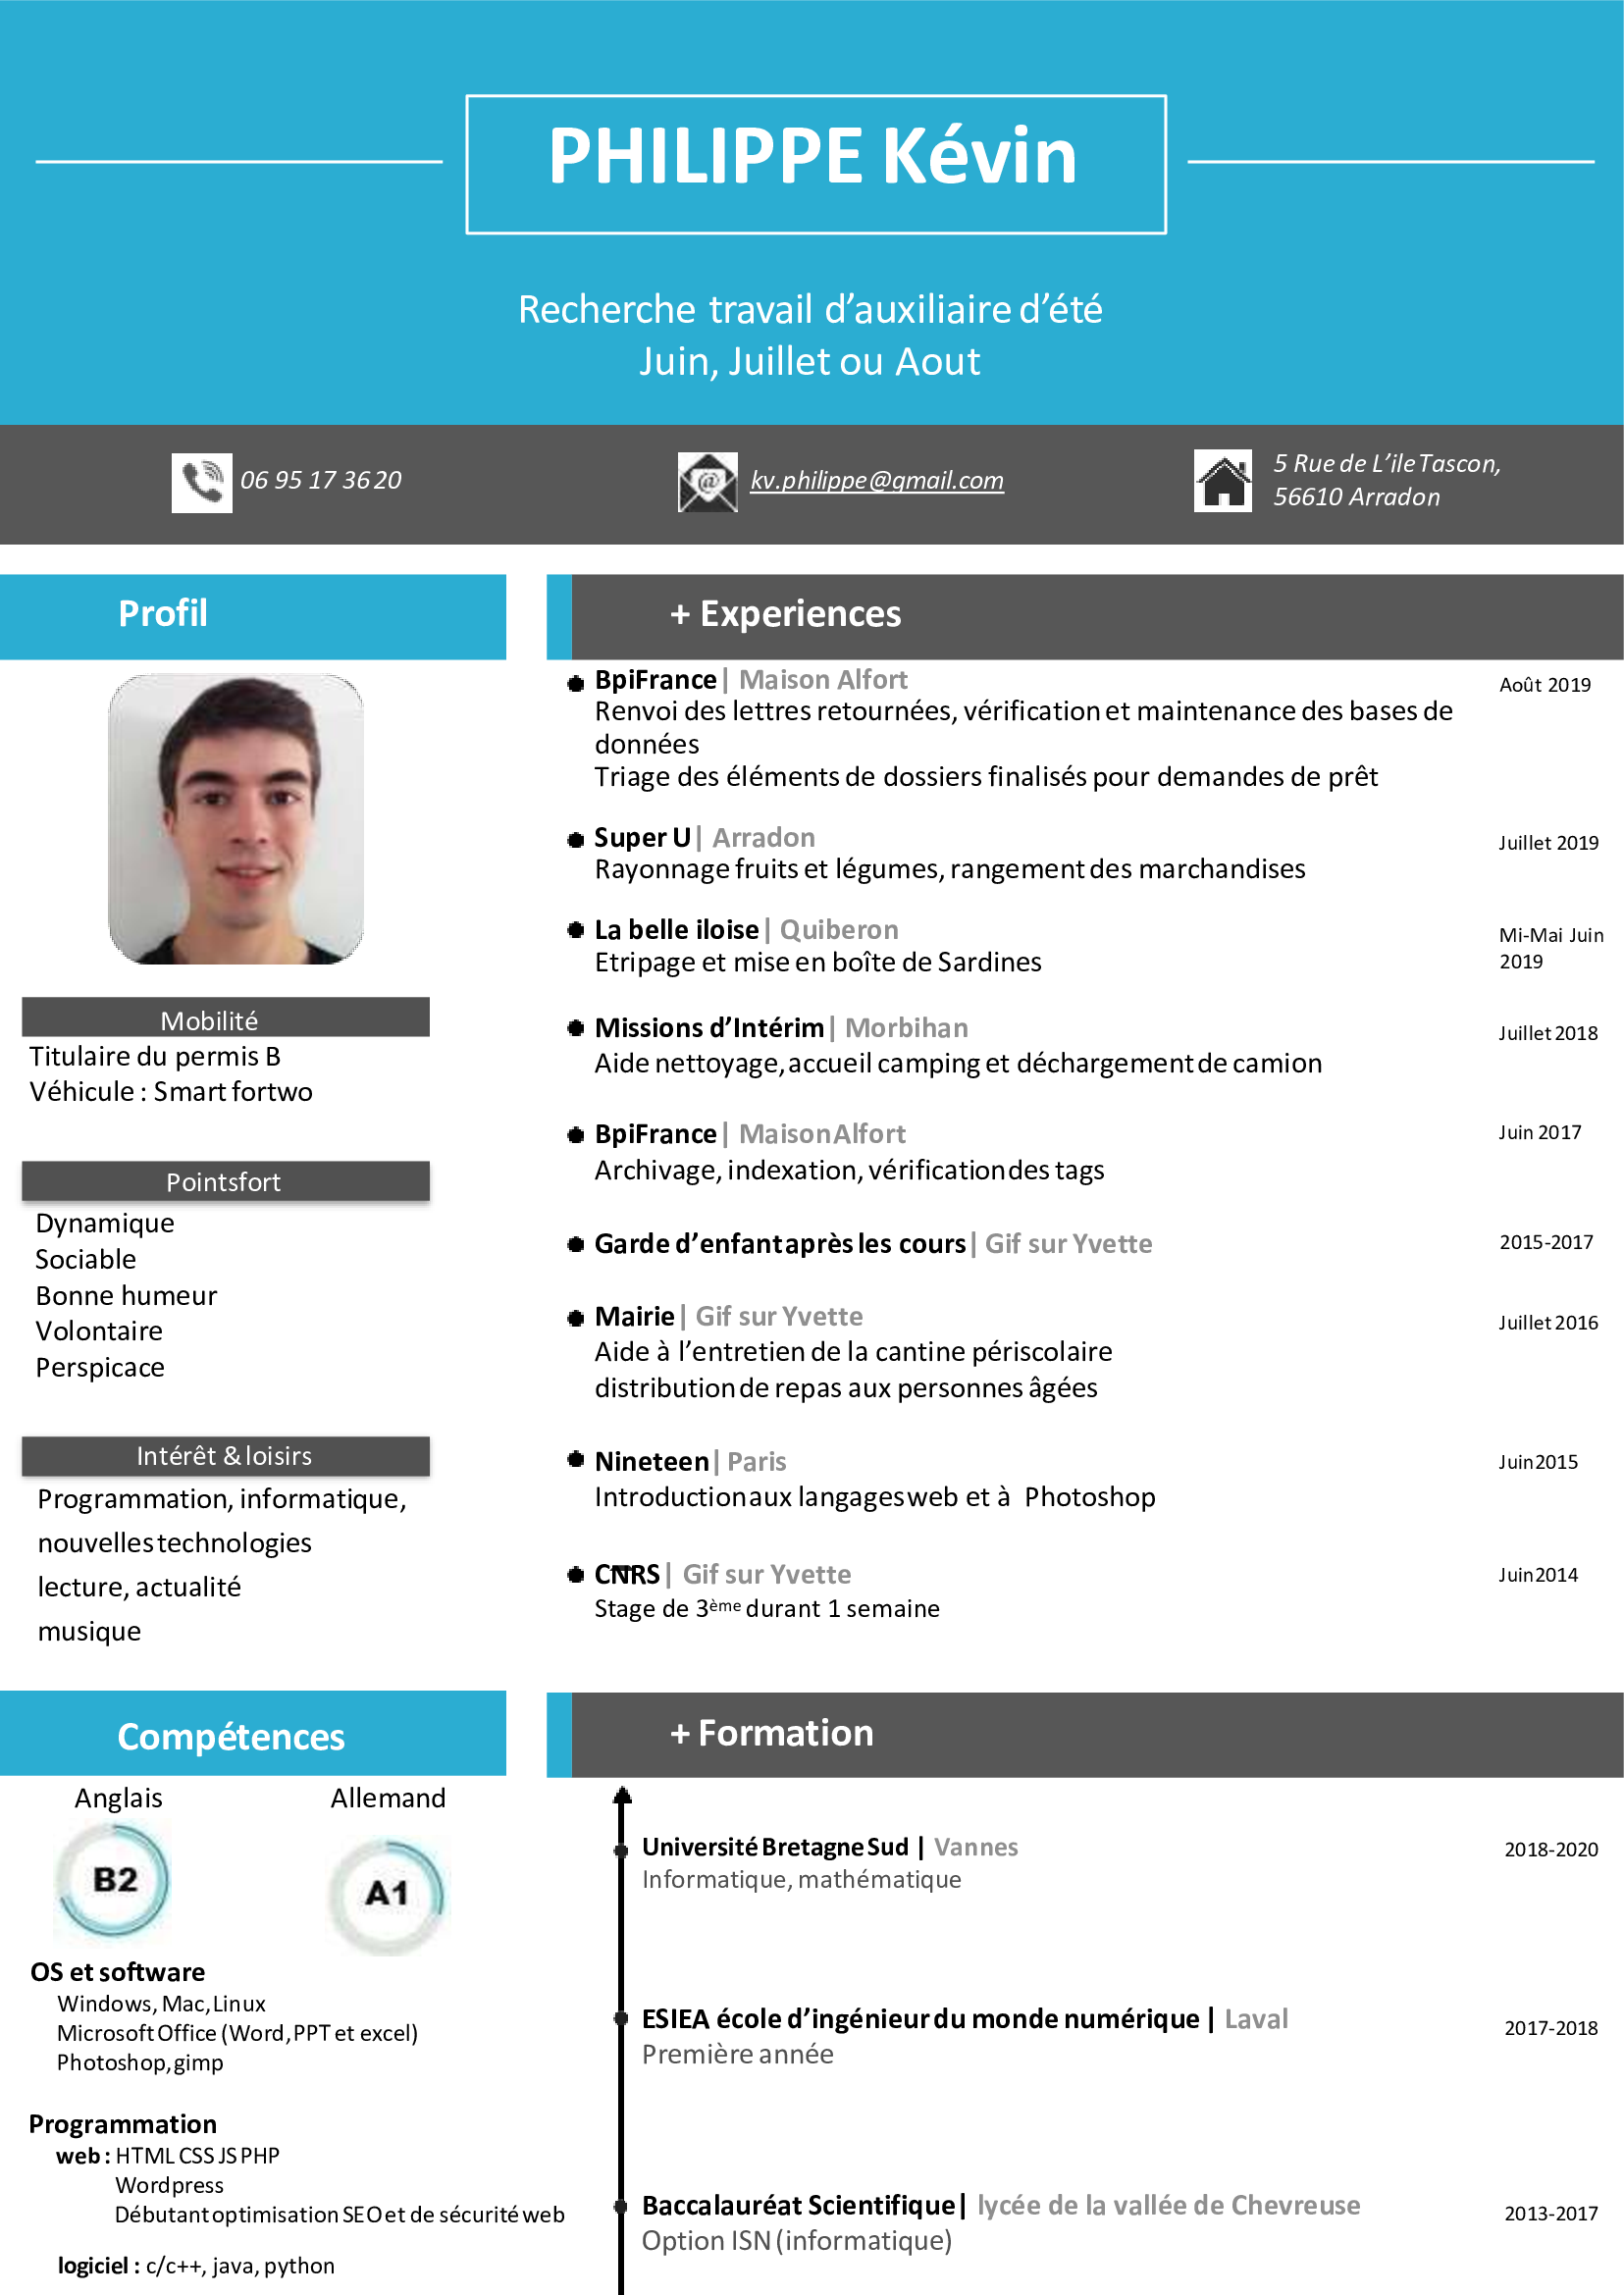 PHILIPPE Kévin
Recherche travail d’auxiliaire d’été
Juin, Juillet ou Aout
06 95 17 36 20
kv.philippe@gmail.com
5 Rue de L’ile Tascon,
56610 Arradon
Profil
Mobilité
Titulaire du permis B
Véhicule : Smart fortwo
Pointsfort
Dynamique
Sociable
Bonne humeur
Volontaire
Perspicace
Intérêt & loisirs
Programmation, informatique,
nouvelles technologies
lecture, actualité
musique
+ Experiences
BpiFrance | Maison Alfort Août 2019
Renvoi des lettres retournées, vérification et maintenance des bases de
données
Triage des éléments de dossiers finalisés pour demandes de prêt
Super U | Arradon Juillet 2019
Rayonnage fruits et légumes, rangement des marchandises
La belle iloise | Quiberon Mi-Mai Juin
2019
Etripage et mise en boîte de Sardines
Missions d’Intérim | Morbihan Juillet 2018
Aide nettoyage, accueil camping et déchargement de camion
BpiFrance | Maison Alfort Juin 2017
Archivage, indexation, vérification des tags
Garde d’enfant après les cours | Gif sur Yvette 2015-2017
Mairie | Gif sur Yvette Juillet 2016
Aide à l’entretien de la cantine périscolaire
distribution de repas aux personnes âgées
Nineteen | Paris Juin 2015
Introduction aux langages web et à Photoshop
CNRS | Gif sur Yvette Juin 2014
Stage de 3ème durant 1 semaine
Compétences
Anglais Allemand
B2 A1
OS et software
Windows, Mac, Linux
Microsoft Office (Word, PPT et excel)
Photoshop, gimp
Programmation
web : HTML CSS JS PHP
Wordpress
Débutant optimisation SEO et de sécurité web
logiciel : c/c++, java, python
+ Formation
Université Bretagne Sud | Vannes 2018-2020
Informatique, mathématique
ESIEA école d’ingénieur du monde numérique | Laval 2017-2018
Première année
Baccalauréat Scientifique | lycée de la vallée de Chevreuse 2013-2017
Option ISN (informatique)